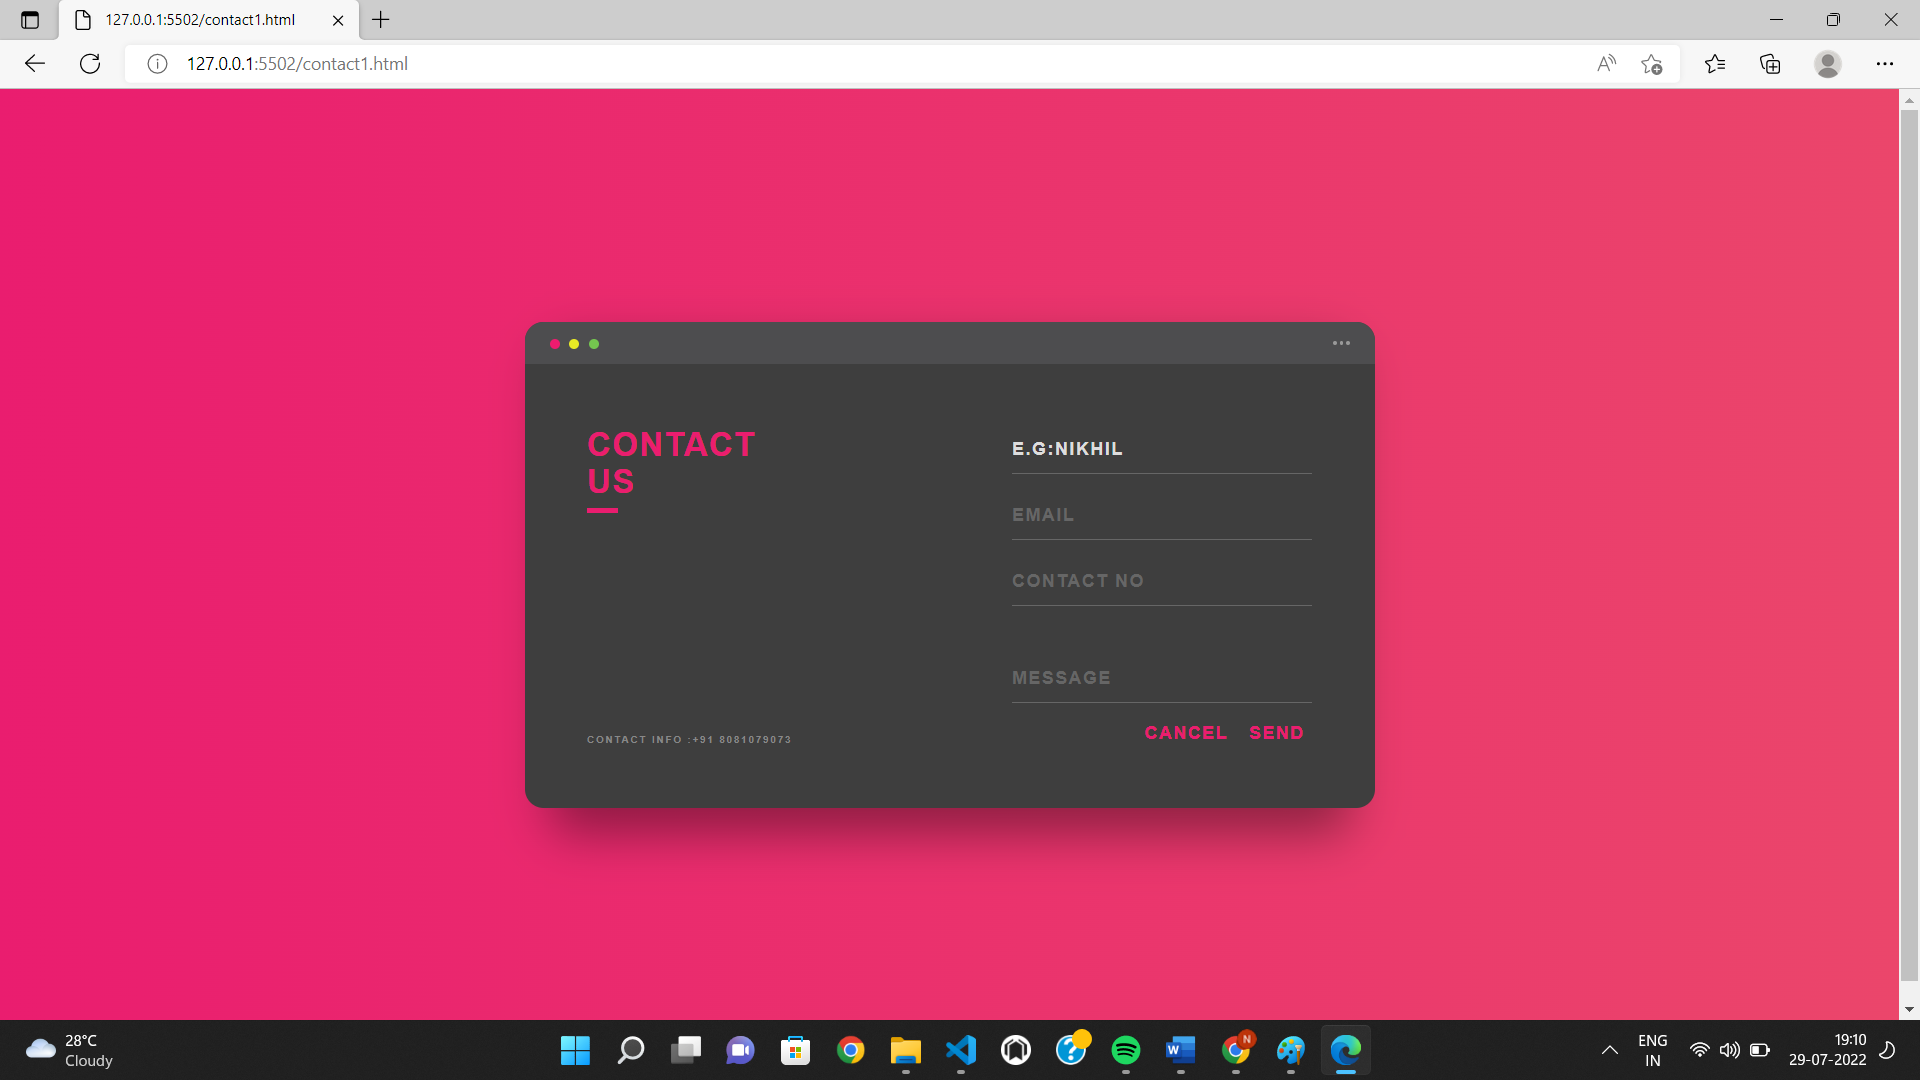 127.0.0.1:5502/contact1.html
127.0.0.1:5502/contact1.html
CONTACT
US
E.G:NIKHIL
EMAIL
CONTACT NO
MESSAGE
CANCEL SEND
CONTACT INFO :+91 8081079073
28°C
Cloudy
W
N
ENG
IN
19:10
29-07-2022